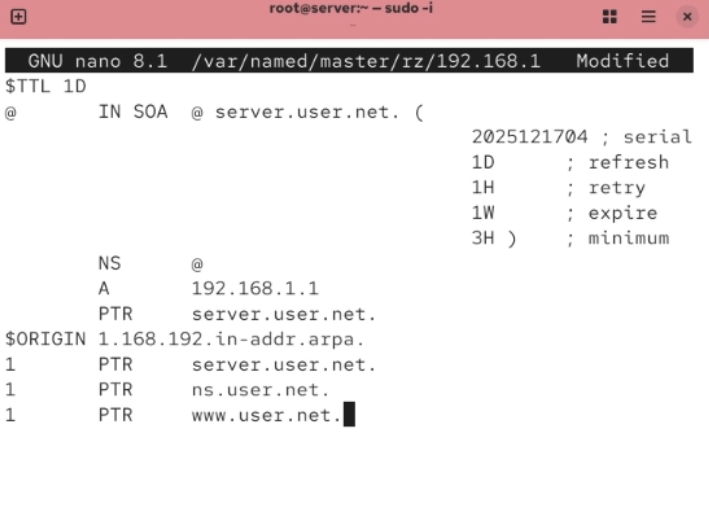 root@server:~ — sudo -i
GNU nano 8.1 /var/named/master/rz/192.168.1 Modified
$TTL 1D
@ IN SOA @ server.user.net. (
2025121704 ; serial
1D ; refresh
1H ; retry
1W ; expire
3H ) ; minimum
NS @
A 192.168.1.1
PTR server.user.net.
$ORIGIN 1.168.192.in-addr.arpa.
1 PTR server.user.net.
1 PTR ns.user.net.
1 PTR www.user.net.